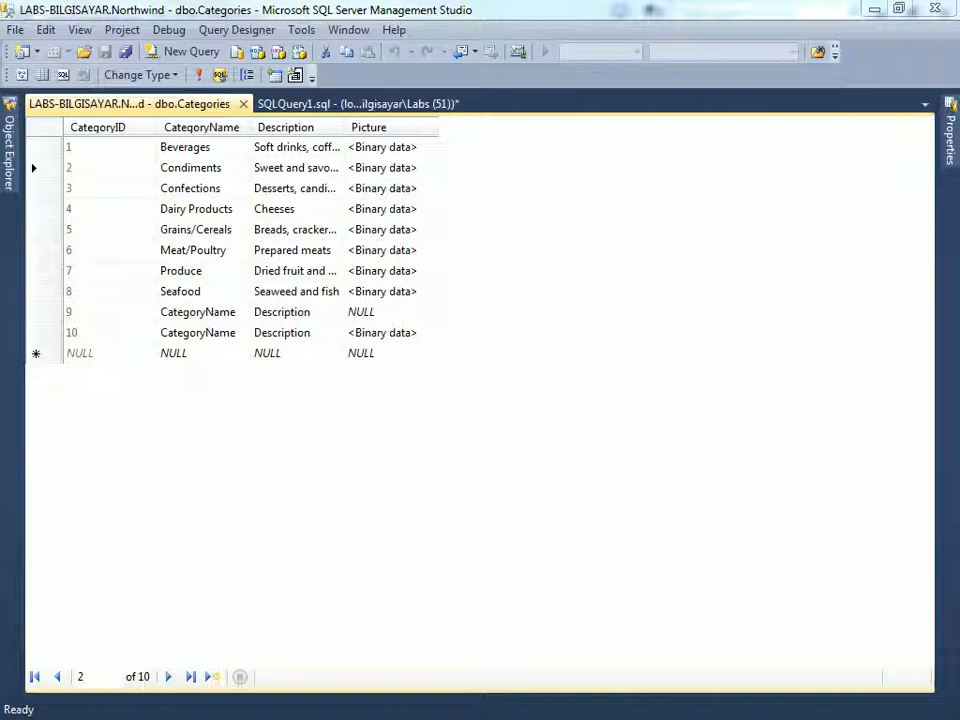 LABS-BILGISAYAR.Northwind - dbo.Categories - Microsoft SQL Server Management Studio
File Edit View Project Debug Query Designer Tools Window Help
New Query
Change Type
LABS-BILGISAYAR.N...d - dbo.Categories SQLQuery1.sql - (lo...ilgisayar\Labs (51))*
Object Explorer
Properties
CategoryID CategoryName Description Picture
1 Beverages Soft drinks, coff... <Binary data>
2 Condiments Sweet and savo... <Binary data>
3 Confections Desserts, candi... <Binary data>
4 Dairy Products Cheeses <Binary data>
5 Grains/Cereals Breads, cracker... <Binary data>
6 Meat/Poultry Prepared meats <Binary data>
7 Produce Dried fruit and ... <Binary data>
8 Seafood Seaweed and fish <Binary data>
9 CategoryName Description NULL
10 CategoryName Description <Binary data>
NULL NULL NULL NULL
2 of 10
Ready